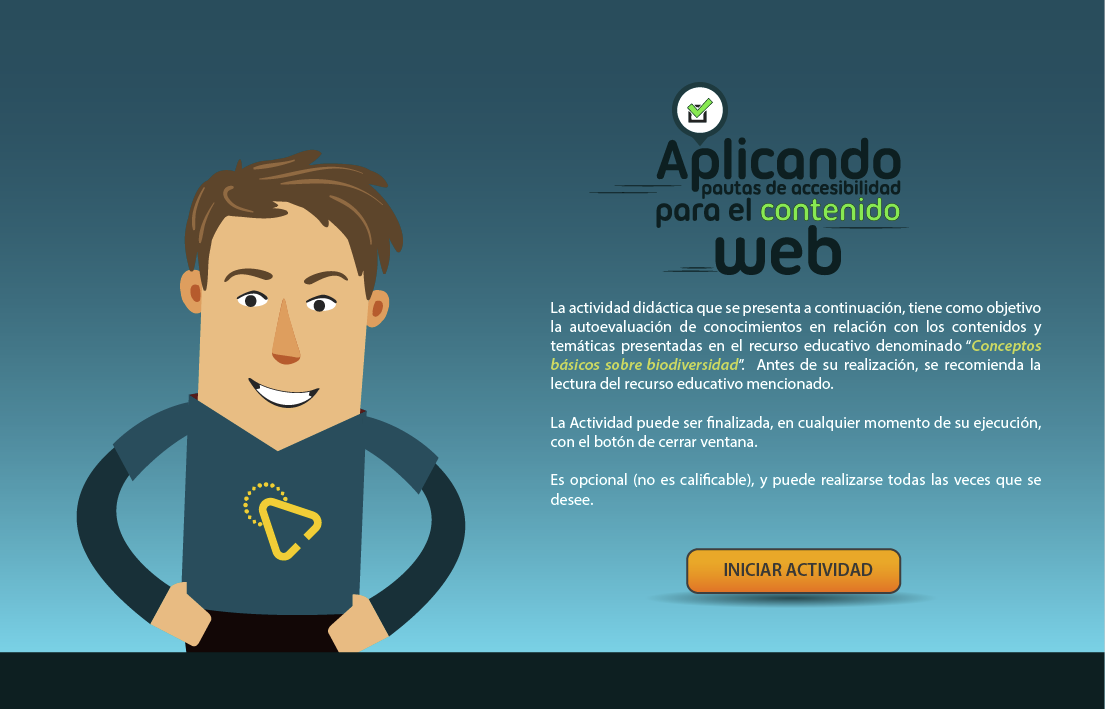 Aplicando
pautas de accesibilidad
para el contenido
web
La actividad didáctica que se presenta a continuación, tiene como objetivo
la autoevaluación de conocimientos en relación con los contenidos y
temáticas presentadas en el recurso educativo denominado “Conceptos
básicos sobre biodiversidad”. Antes de su realización, se recomienda la
lectura del recurso educativo mencionado.
La Actividad puede ser finalizada, en cualquier momento de su ejecución,
con el botón de cerrar ventana.
Es opcional (no es calificable), y puede realizarse todas las veces que se
desee.
INICIAR ACTIVIDAD